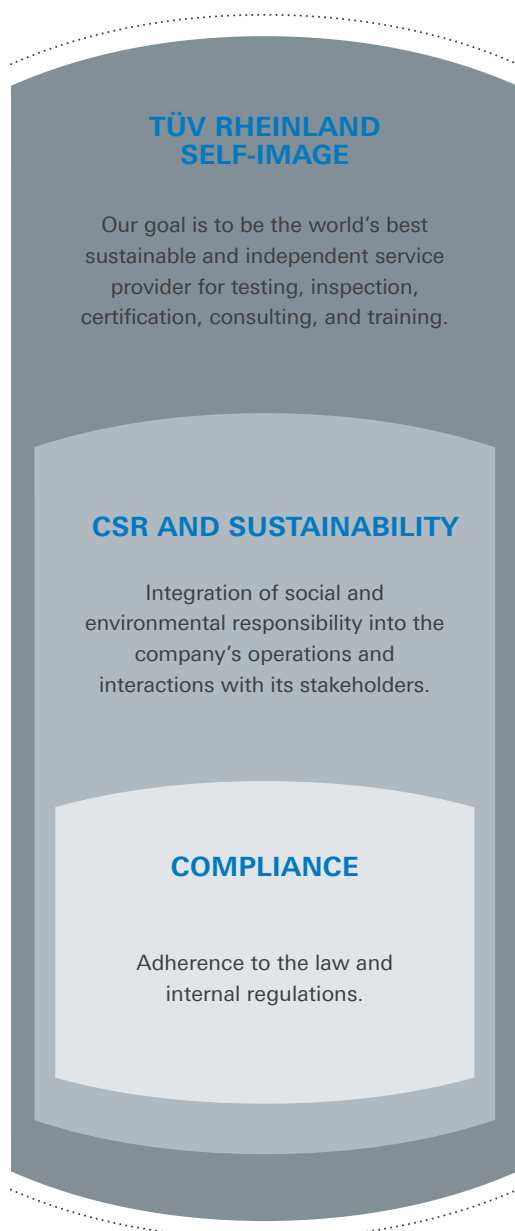 TÜV RHEINLAND
SELF-IMAGE
Our goal is to be the world’s best
sustainable and independent service
provider for testing, inspection,
certification, consulting, and training.
CSR AND SUSTAINABILITY
Integration of social and
environmental responsibility into the
company’s operations and
interactions with its stakeholders.
COMPLIANCE
Adherence to the law and
internal regulations.